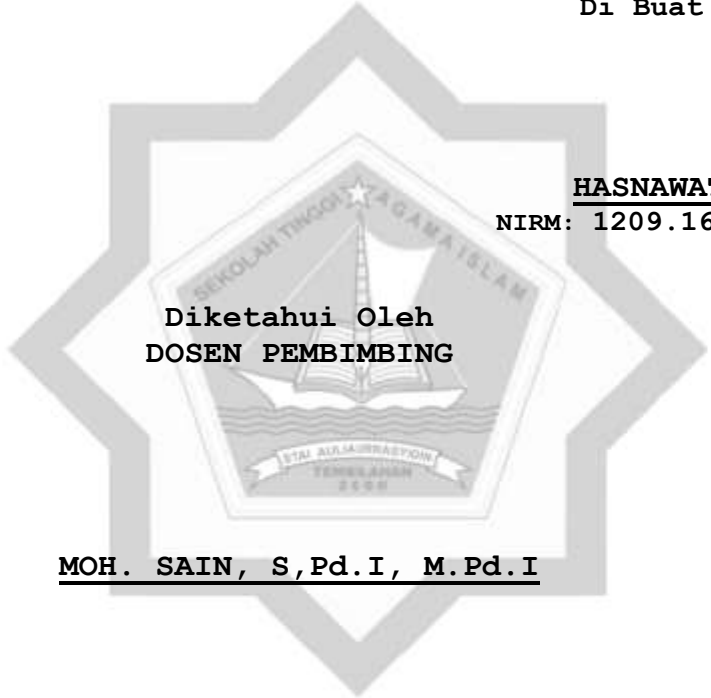 Di Buat
HASNAWAT
NIRM: 1209.16
Diketahui Oleh
DOSEN PEMBIMBING
SEKOLAH TINGGI AGAMA ISLAM
STAI AULIAURRASYIDIN
TEMBILAHAN
MOH. SAIN, S,Pd.I, M.Pd.I